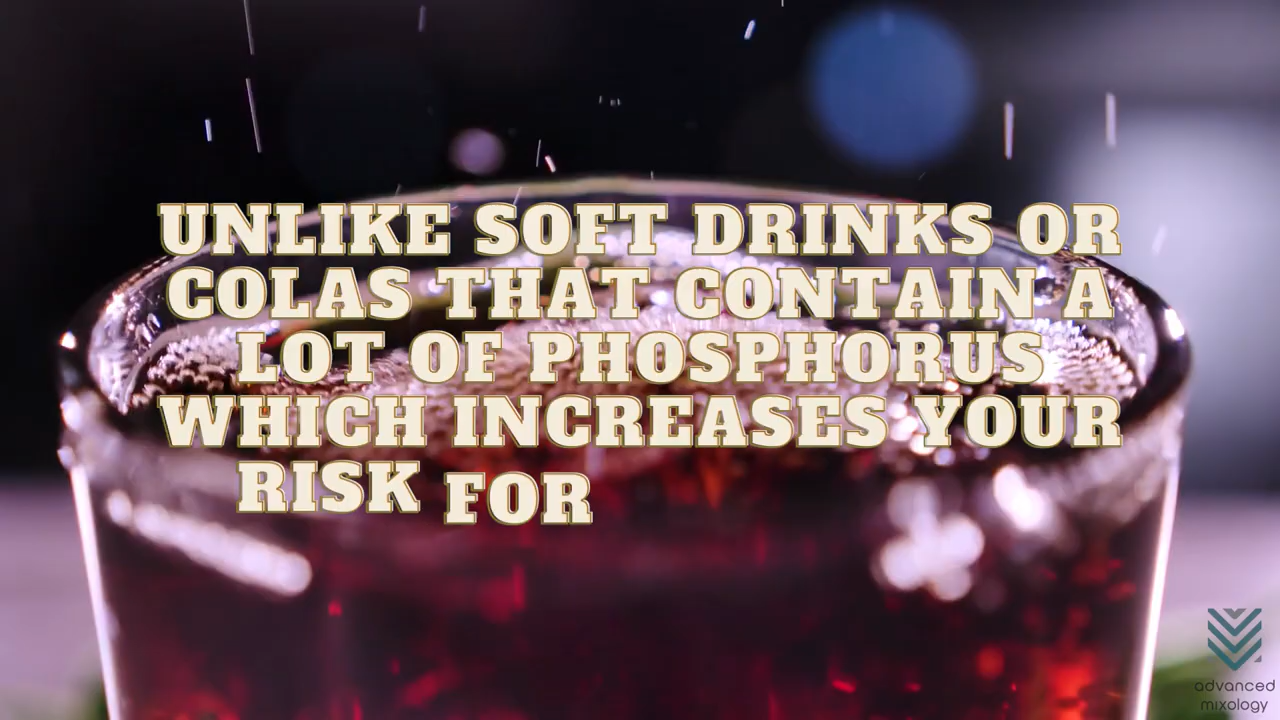 UNLIKE SOFT DRINKS OR
COLAS THAT CONTAIN A
LOT OF PHOSPHORUS
WHICH INCREASES YOUR
RISK FOR
advanced
mixology